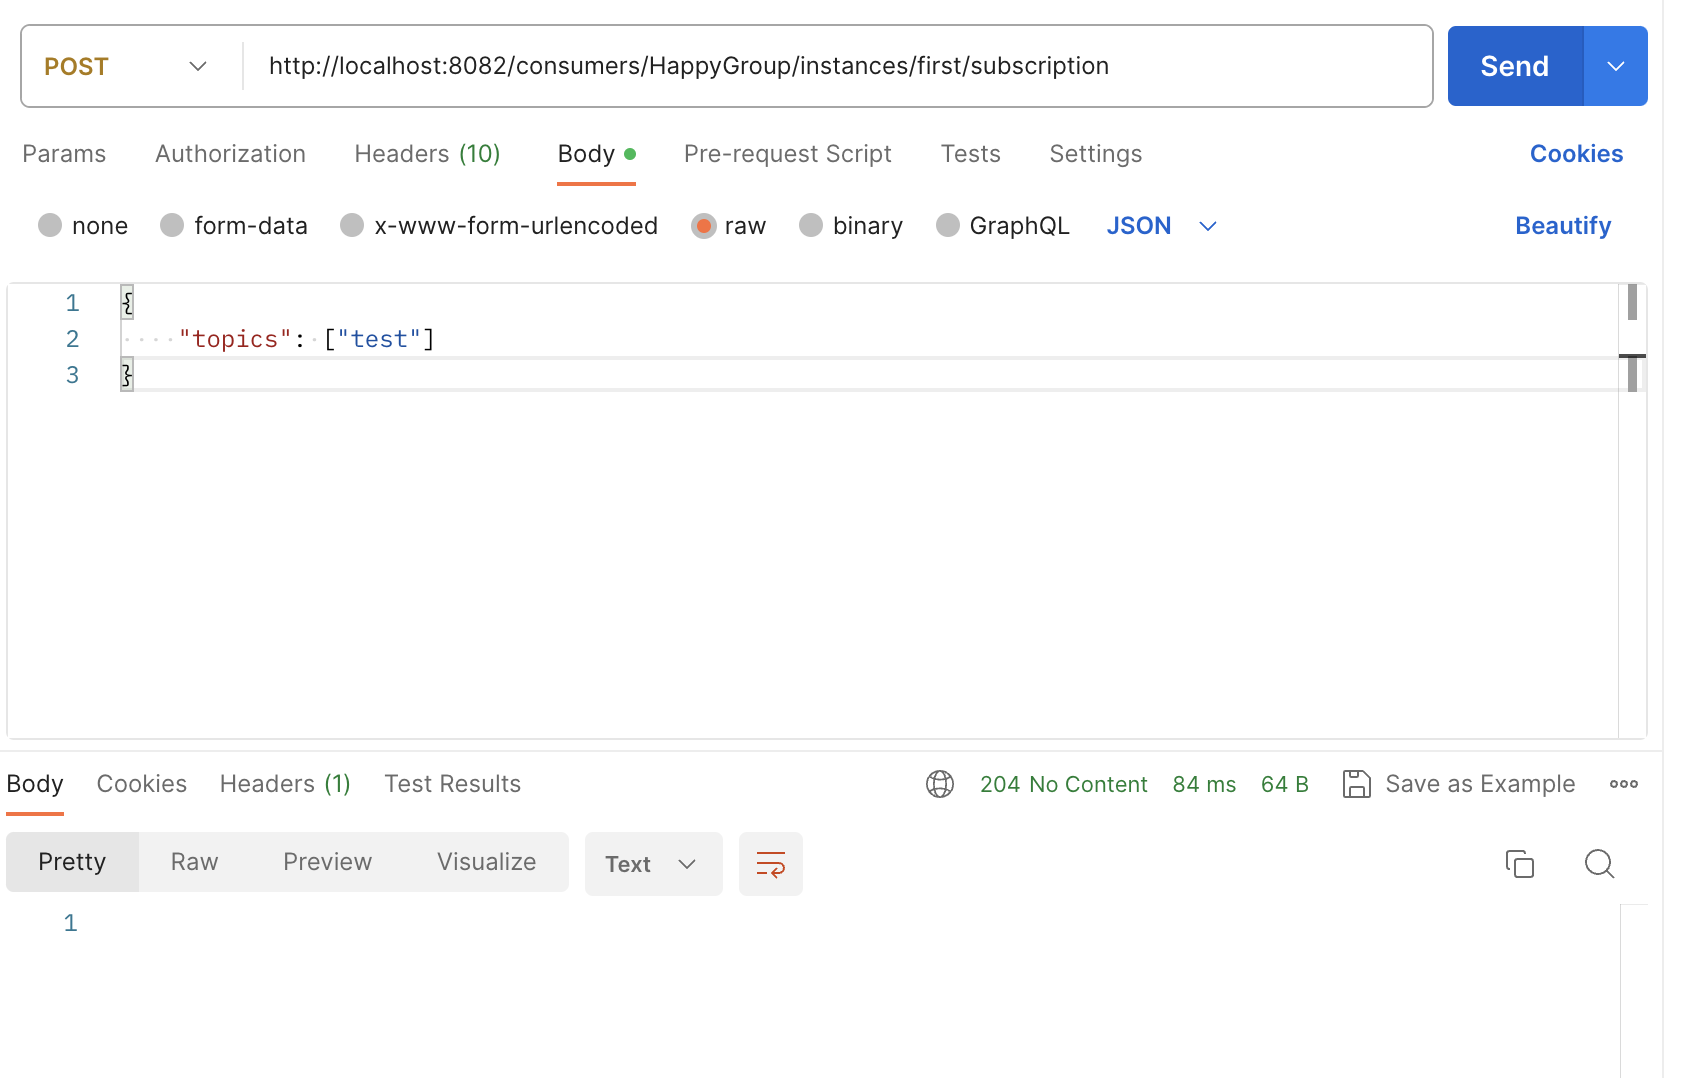 POST http://localhost:8082/consumers/HappyGroup/instances/first/subscription Send
Params Authorization Headers (10) Body Pre-request Script Tests Settings Cookies
none form-data x-www-form-urlencoded raw binary GraphQL JSON Beautify
1 {
2 "topics": ["test"]
3 }
Body Cookies Headers (1) Test Results 204 No Content 84 ms 64 B Save as Example
Pretty Raw Preview Visualize Text
1